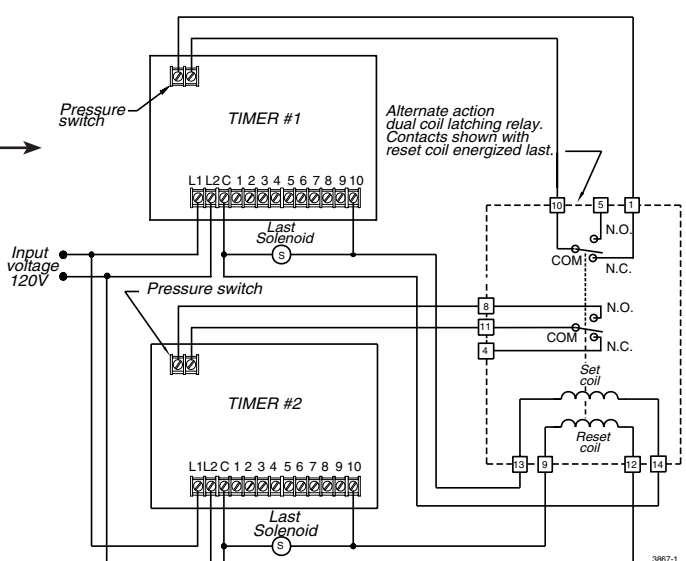 Pressure
switch
TIMER #1
L1 L2 C 1 2 3 4 5 6 7 8 9 10
Last
Solenoid
S
Alternate action
dual coil latching relay.
Contacts shown with
reset coil energized last.
10
5
1
N.O.
COM
N.C.
Input
voltage
120V
Pressure switch
8
11
4
N.O.
COM
N.C.
Set
coil
Reset
coil
13
9
12
14
TIMER #2
L1 L2 C 1 2 3 4 5 6 7 8 9 10
Last
Solenoid
S
3867-1